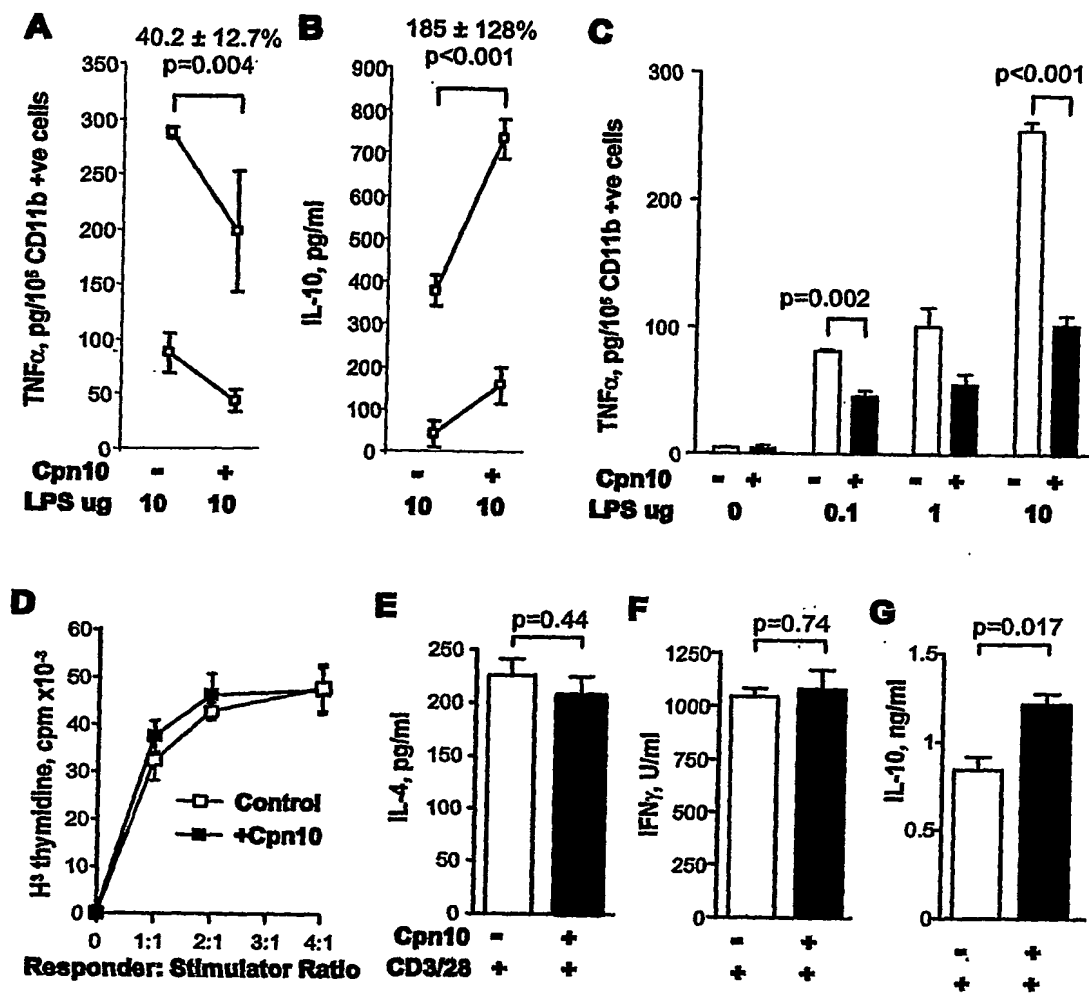 A
40.2 ± 12.7%
p=0.004
TNFα, pg/10⁵ CD11b +ve cells
350
300
250
200
150
100
50
0
Cpn10 - +
LPS ug 10 10
B
185 ± 128%
p<0.001
IL-10, pg/ml
900
800
700
600
500
400
300
200
100
0
- +
10 10
C
p<0.001
p=0.002
TNFα, pg/10⁵ CD11b +ve cells
300
200
100
0
Cpn10 - + - + - + - +
LPS ug 0 0.1 1 10
D
H³ thymidine, cpm x10⁻³
60
50
40
30
20
10
0
Control
+Cpn10
0 1:1 2:1 3:1 4:1
Responder: Stimulator Ratio
E
p=0.44
IL-4, pg/ml
250
200
150
100
50
0
Cpn10 - +
CD3/28 + +
F
p=0.74
IFNγ, U/ml
1250
1000
750
500
250
0
- +
+ +
G
p=0.017
IL-10, ng/ml
1.5
1
0.5
0
- +
+ +